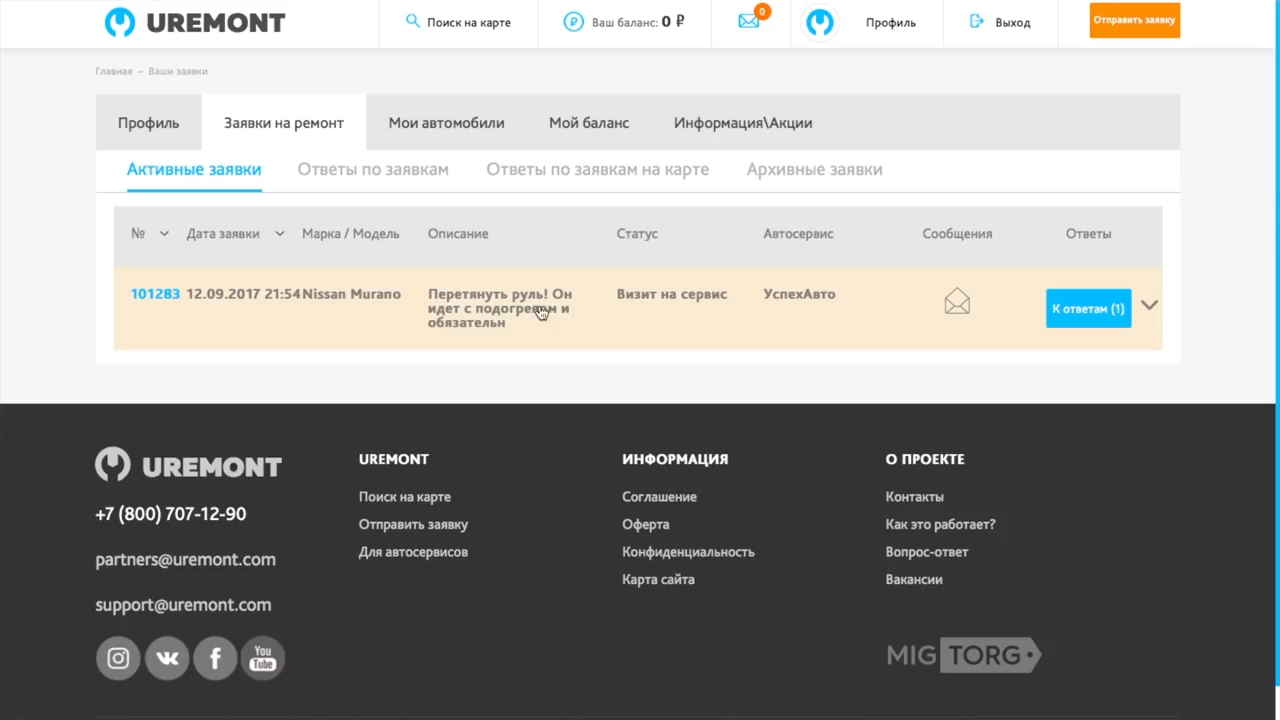 UREMONT
Поиск на карте
Ваш баланс: 0 ₽
0
Профиль
Выход
Отправить заявку
Главная – Ваши заявки
Профиль
Заявки на ремонт
Мои автомобили
Мой баланс
Информация\Акции
Активные заявки
Ответы по заявкам
Ответы по заявкам на карте
Архивные заявки
№
Дата заявки
Марка / Модель
Описание
Статус
Автосервис
Сообщения
Ответы
101283
12.09.2017 21:54
Nissan Murano
Перетянуть руль! Он
идет с подогревом и
обязательн
Визит на сервис
УспехАвто
К ответам (1)
UREMONT
+7 (800) 707-12-90
partners@uremont.com
support@uremont.com
You
Tube
UREMONT
Поиск на карте
Отправить заявку
Для автосервисов
ИНФОРМАЦИЯ
Соглашение
Оферта
Конфиденциальность
Карта сайта
О ПРОЕКТЕ
Контакты
Как это работает?
Вопрос-ответ
Вакансии
MIG TORG